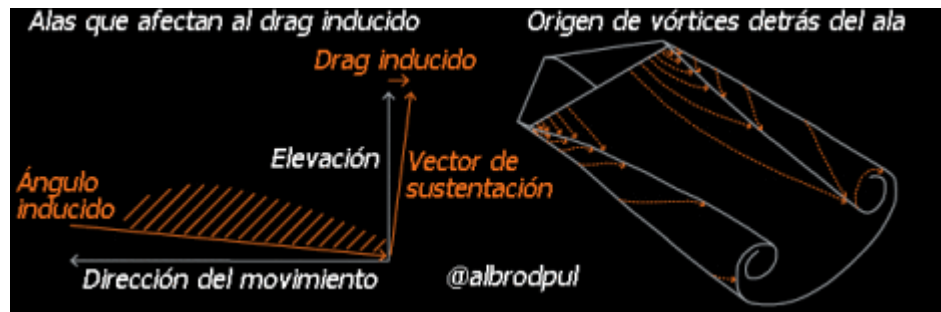 Alas que afectan al drag inducido
Origen de vórtices detrás del ala
Drag inducido
Elevación
Vector de
sustentación
Ángulo
inducido
Dirección del movimiento
@albrodpul